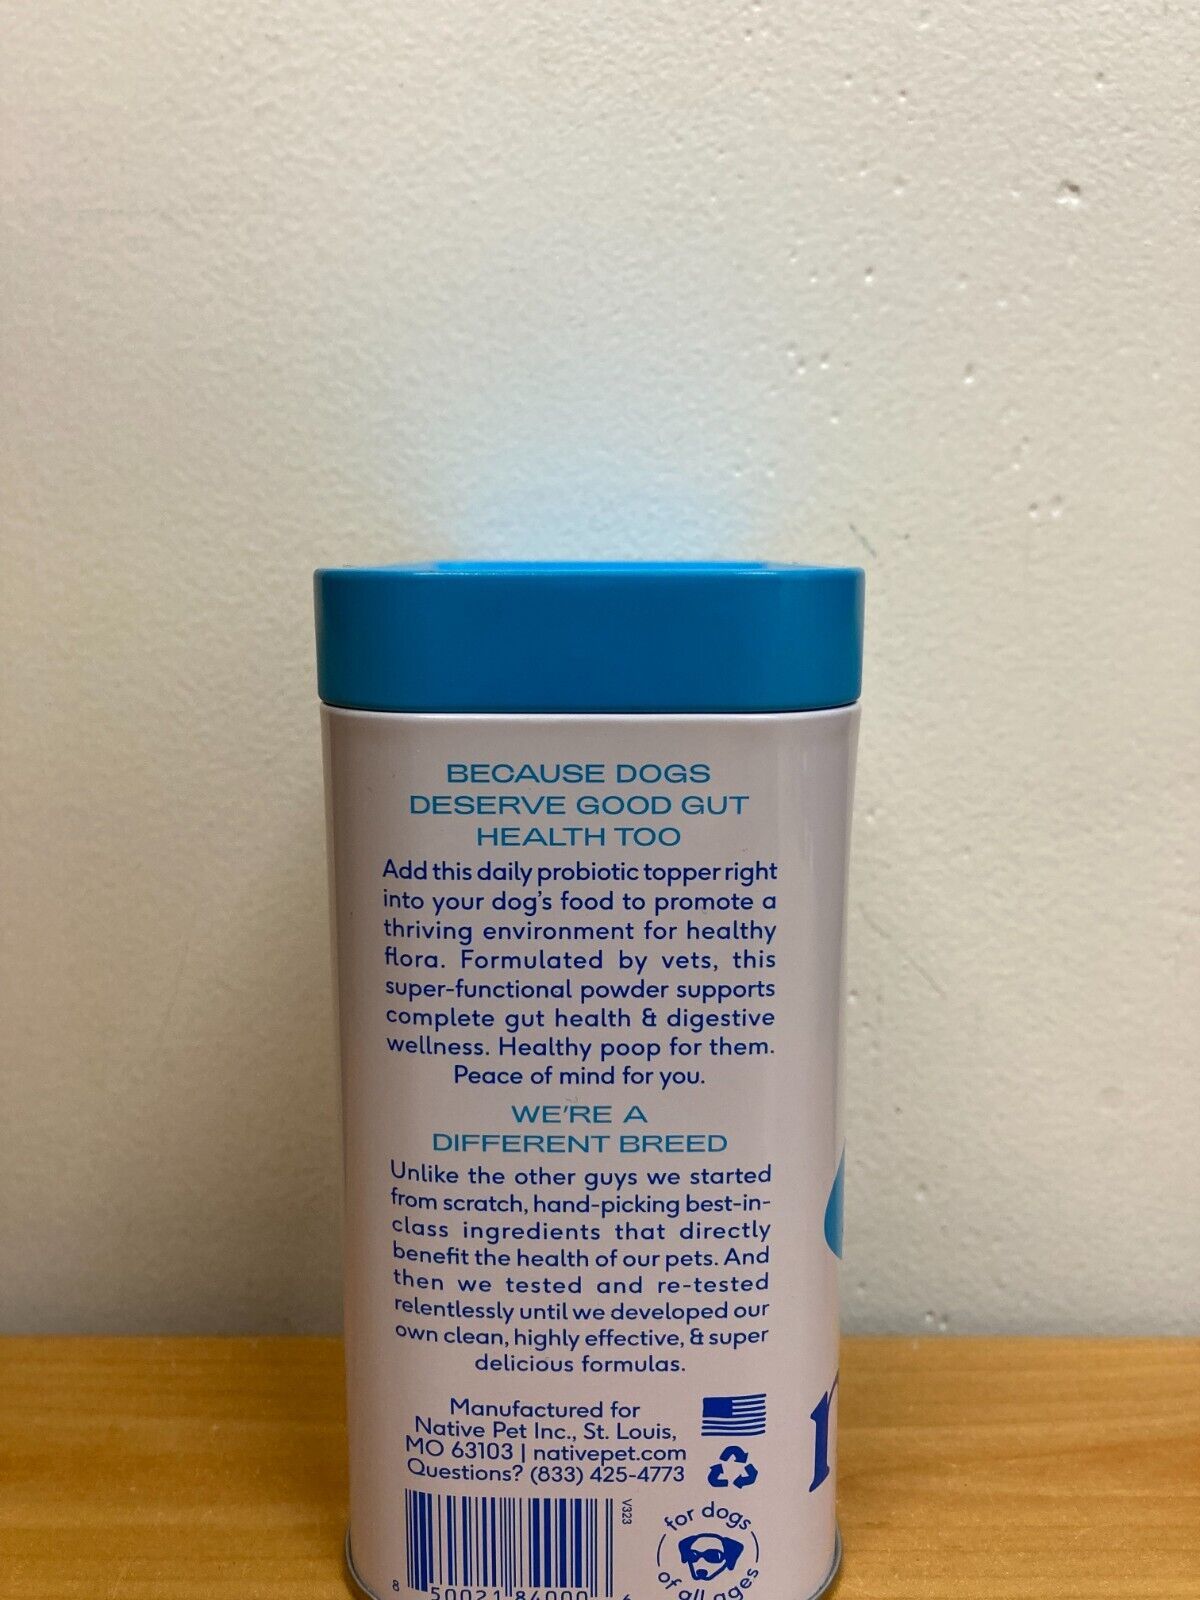 BECAUSE DOGS
DESERVE GOOD GUT
HEALTH TOO
Add this daily probiotic topper right
into your dog's food to promote a
thriving environment for healthy
flora. Formulated by vets, this
super-functional powder supports
complete gut health & digestive
wellness. Healthy poop for them.
Peace of mind for you.
WE'RE A
DIFFERENT BREED
Unlike the other guys we started
from scratch, hand-picking best-in-
class ingredients that directly
benefit the health of our pets. And
then we tested and re-tested
relentlessly until we developed our
own clean, highly effective, & super
delicious formulas.
Manufactured for
Native Pet Inc., St. Louis,
MO 63103 | nativepet.com
Questions? (833) 425-4773
V323
8 50021 84000
for dogs
of all ages